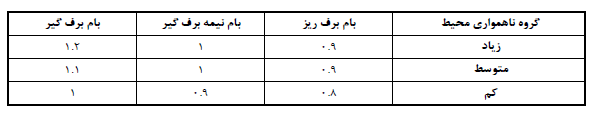 گروه ناهمواری محیط بام برف ریز بام نیمه برف گیر بام برف گیر
زیاد ۰.۹ ۱ ۱.۲
متوسط ۰.۹ ۱ ۱.۱
کم ۰.۸ ۰.۹ ۱